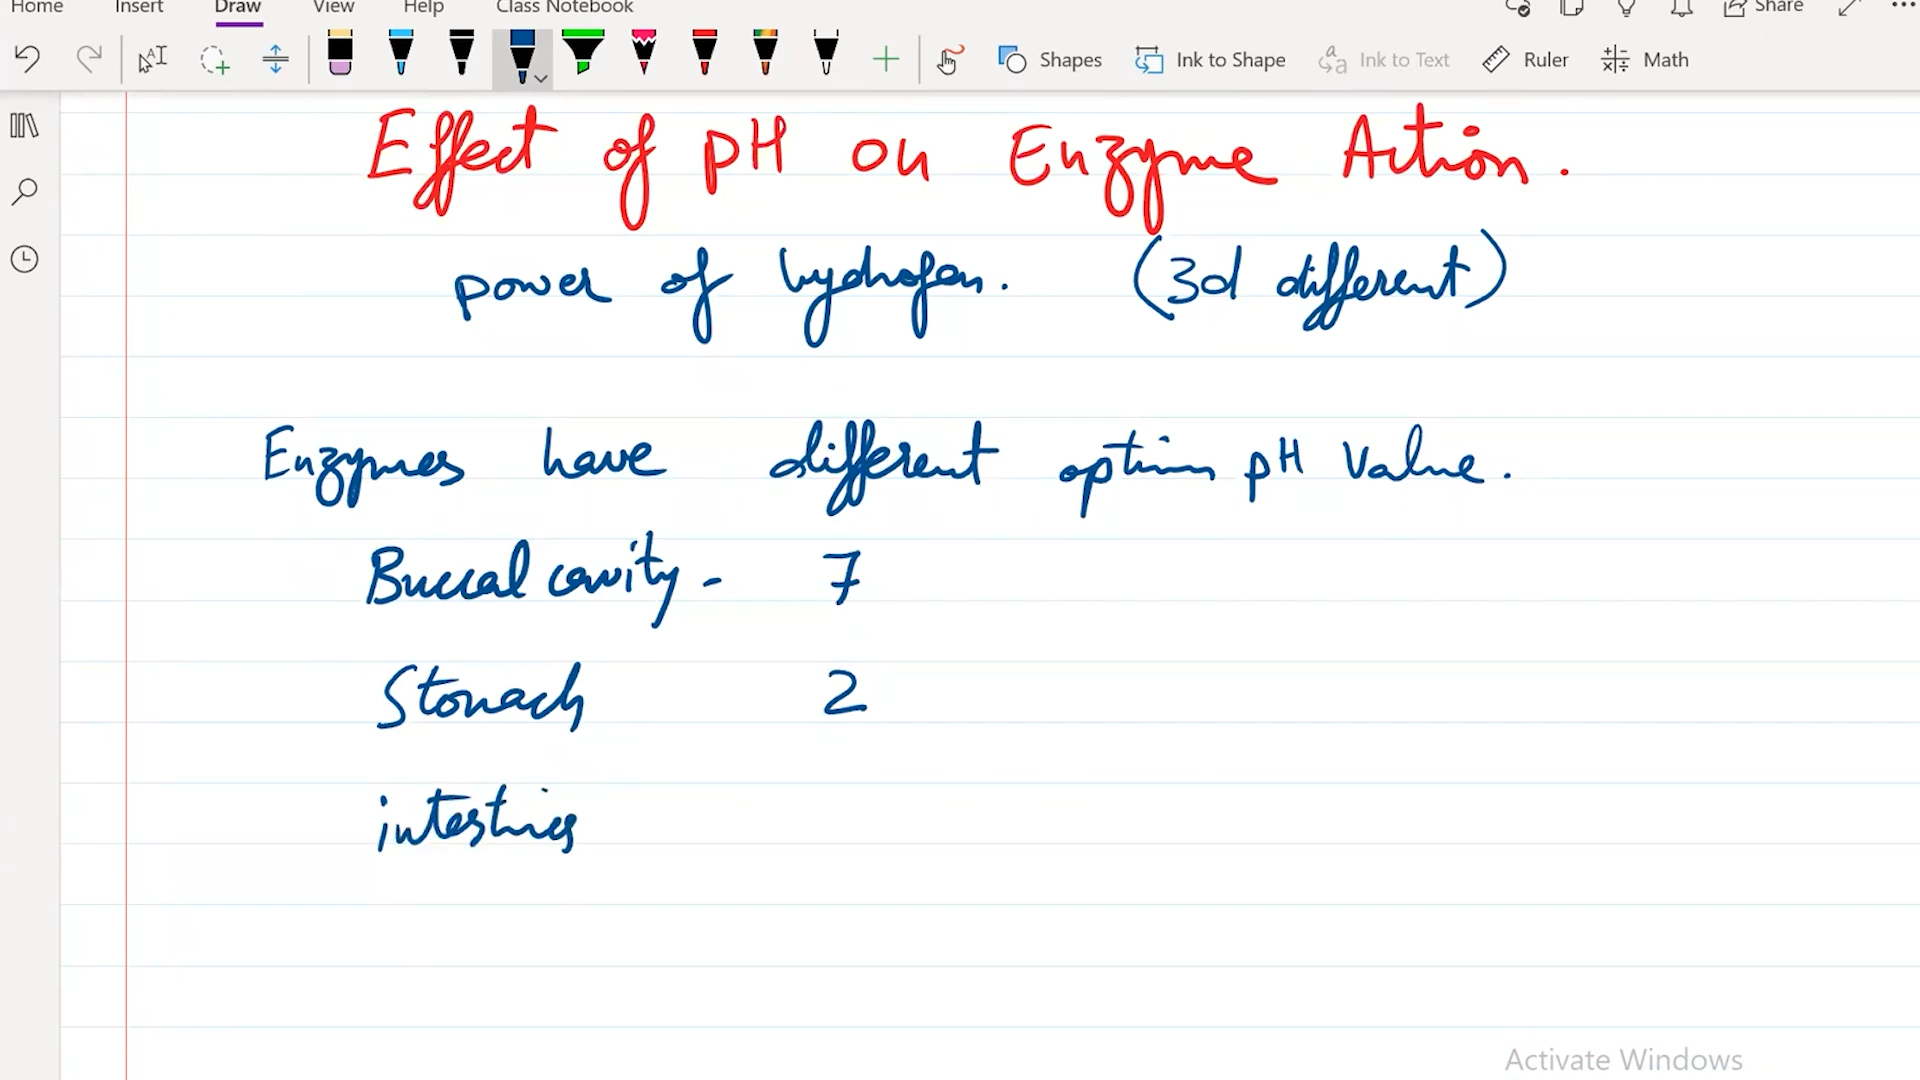 Home Insert Draw View Help Class Notebook Share
Shapes Ink to Shape Ink to Text Ruler Math
Effect of pH on Enzyme Action.
power of hydrogen. (3d different)
Enzymes have different optimum pH Value.
Buccal cavity - 7
Stomach 2
intestines
Activate Windows